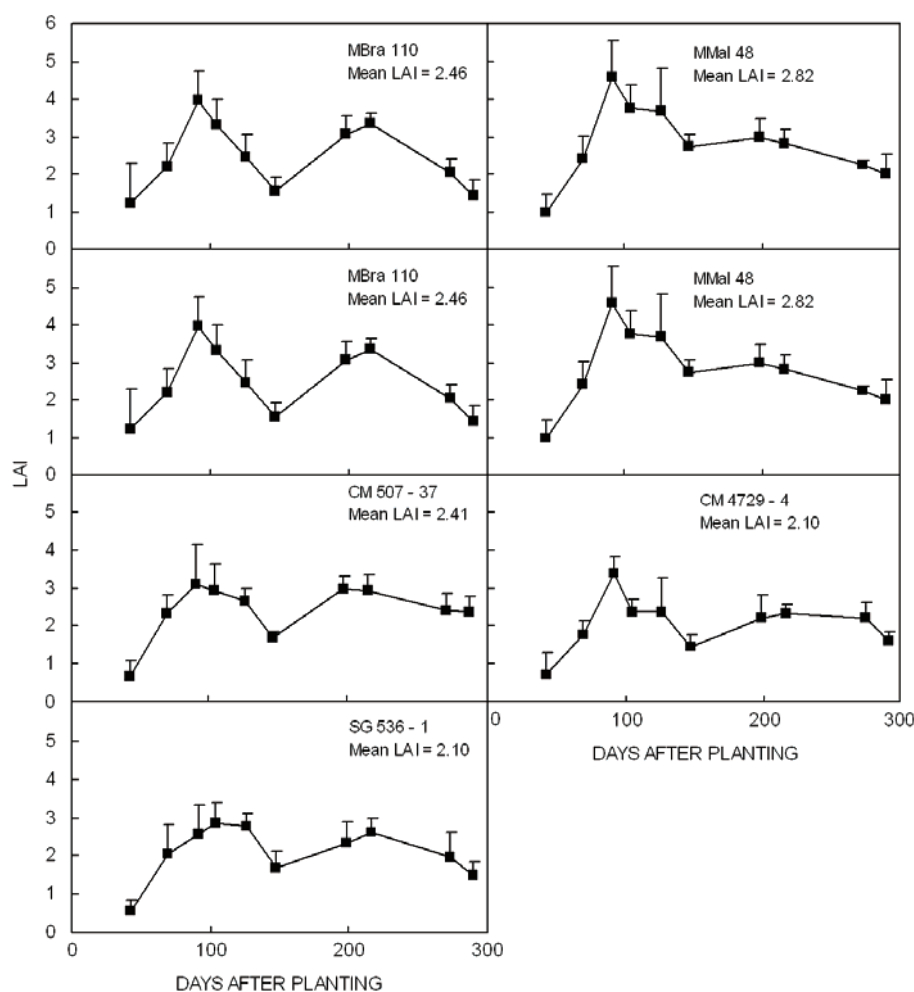 6
5
4
3
2
1
0
MBra 110
Mean LAI = 2.46
MMal 48
Mean LAI = 2.82
5
4
3
2
1
0
MBra 110
Mean LAI = 2.46
MMal 48
Mean LAI = 2.82
LAI
5
4
3
2
1
0
CM 507 - 37
Mean LAI = 2.41
CM 4729 - 4
Mean LAI = 2.10
0 100 200 300
DAYS AFTER PLANTING
5
4
3
2
1
0
SG 536 - 1
Mean LAI = 2.10
0 100 200 300
DAYS AFTER PLANTING